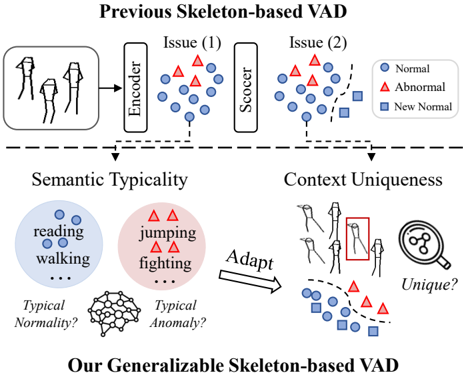 Previous Skeleton-based VAD
Issue (1)
Issue (2)
Encoder
Scocer
Normal
Abnormal
New Normal
Semantic Typicality
Context Uniqueness
reading
walking
...
jumping
fighting
...
Adapt
Unique?
Typical
Normality?
Typical
Anomaly?
Our Generalizable Skeleton-based VAD